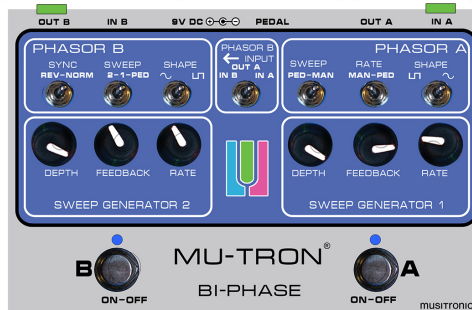 OUT B IN B 9V DC PEDAL OUT A IN A
PHASOR B
SYNC SWEEP SHAPE
REV-NORM 2-1-PED
PHASOR B
INPUT
OUT A
IN B IN A
PHASOR A
SWEEP RATE SHAPE
PED-MAN MAN-PED
DEPTH FEEDBACK RATE
SWEEP GENERATOR 2
DEPTH FEEDBACK RATE
SWEEP GENERATOR 1
B
ON-OFF
MU-TRON®
BI-PHASE
A
ON-OFF